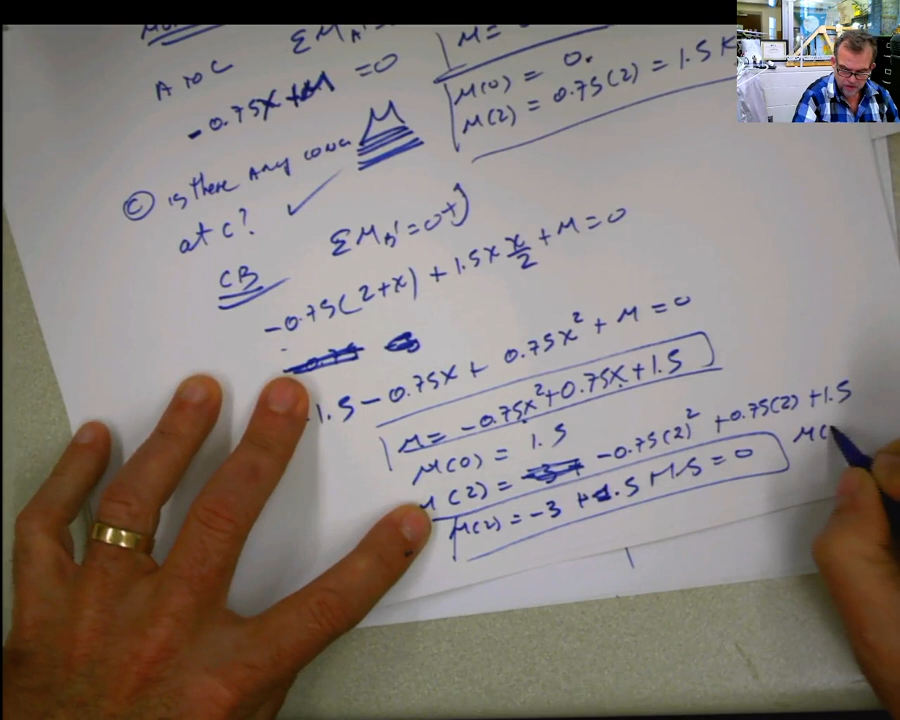 ΣM_A'=
M=
A TO C
-0.75x+M =0
M(0) = 0.
M(2) = 0.75(2) = 1.5 K
M
C Is there any
at C?
ΣM_B'=0+)
CB
-0.75(2+x) + 1.5x x/2 + M = 0
-1.5 - 0.75x + 0.75x² + M = 0
M = -0.75x² + 0.75x + 1.5
M(0) = 1.5
M(2) = -0.75(2)² + 0.75(2) + 1.5
M(2) = -3 + 1.5 + 1.5 = 0
M(